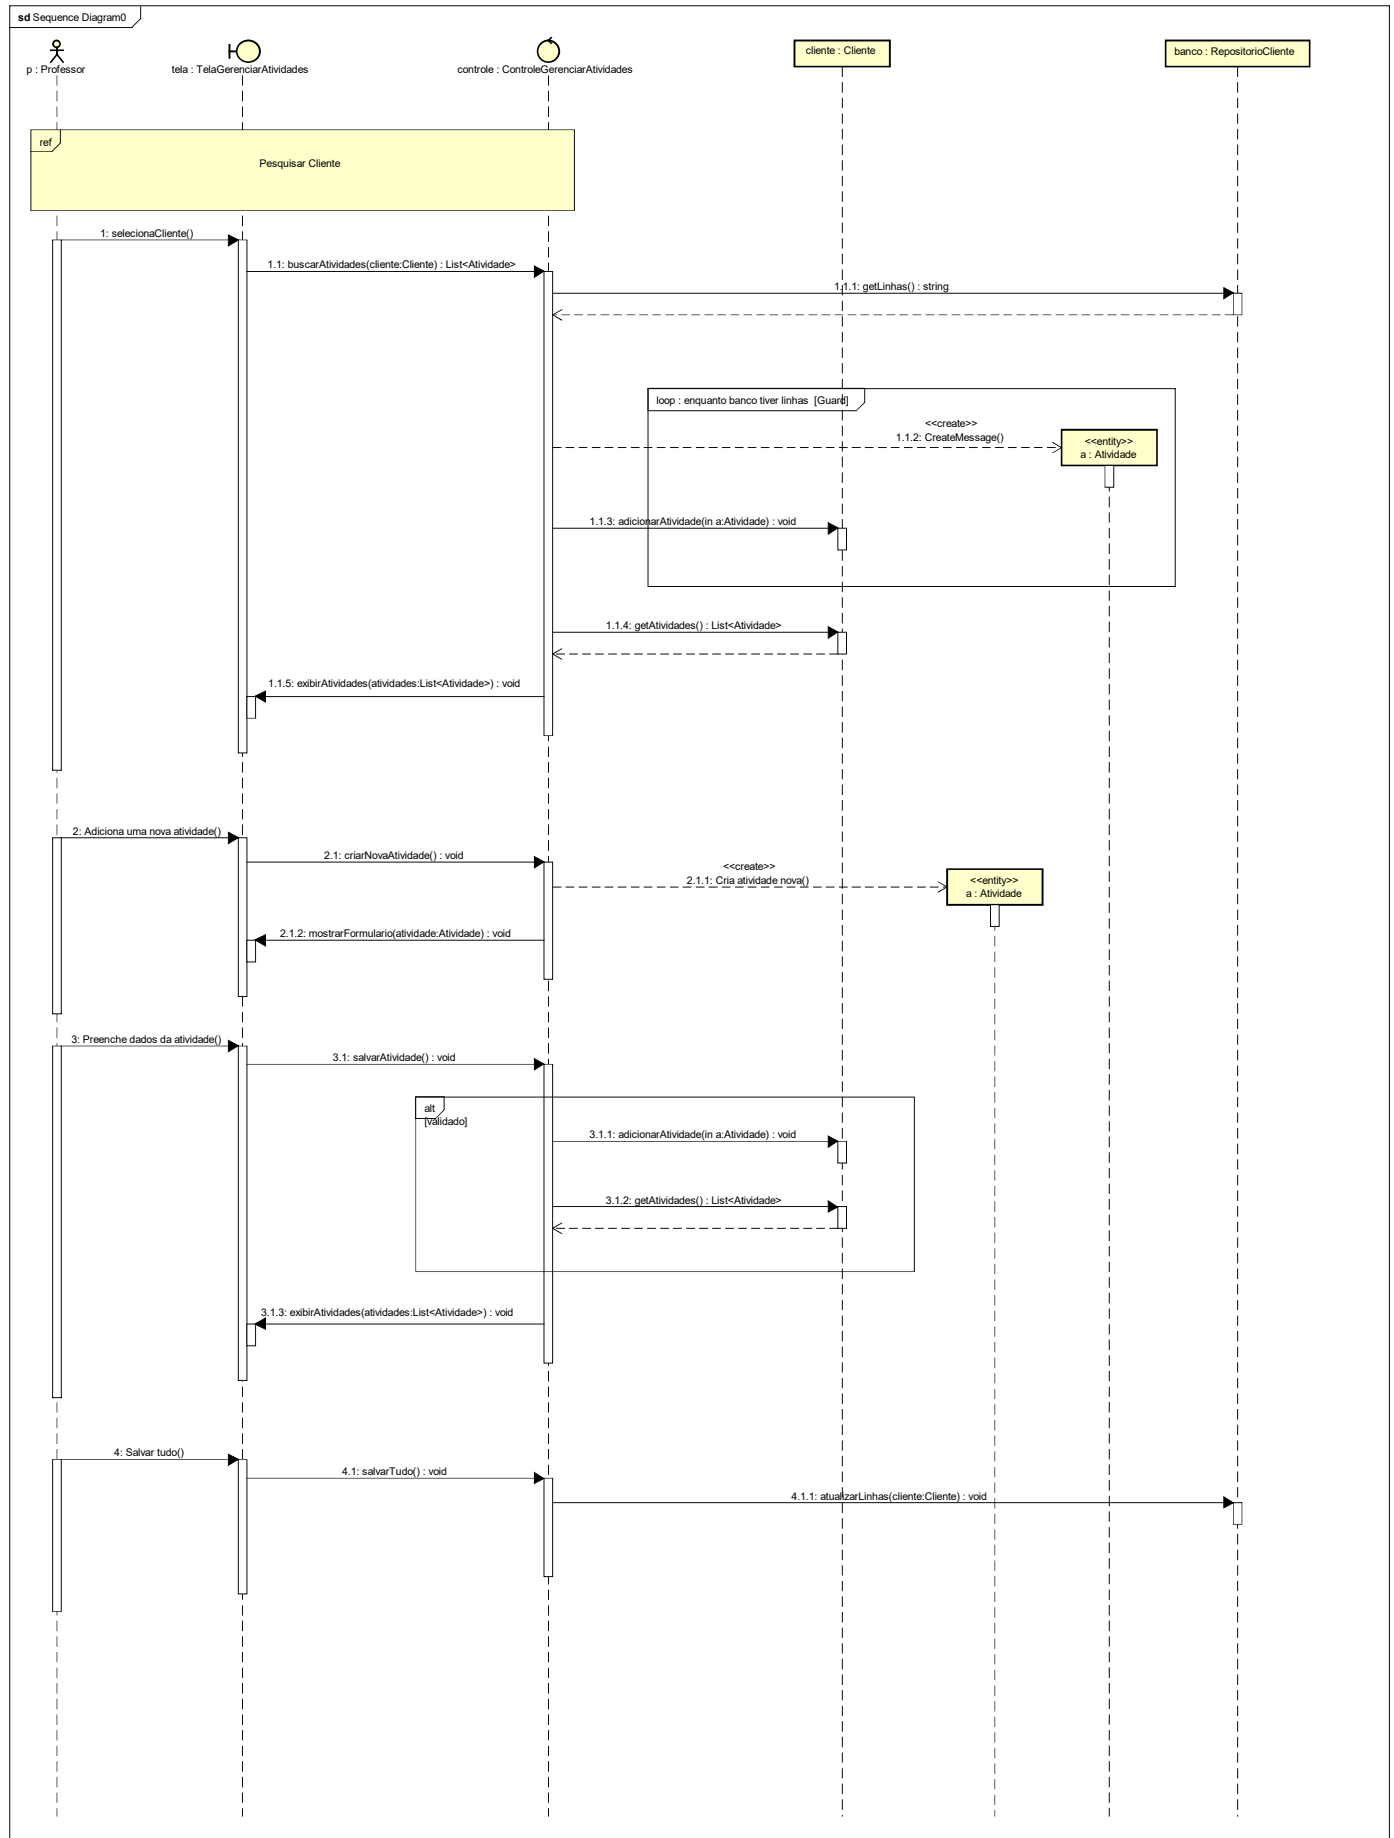 sd Sequence Diagram0
p : Professor
tela : TelaGerenciarAtividades
controle : ControleGerenciarAtividades
cliente : Cliente
banco : RepositorioCliente
ref
Pesquisar Cliente
1: selecionaCliente()
1.1: buscarAtividades(cliente:Cliente) : List<Atividade>
1.1.1: getLinhas() : string
loop : enquanto banco tiver linhas [Guard]
<<create>>
1.1.2: CreateMessage()
<<entity>>
a : Atividade
1.1.3: adicionarAtividade(in a:Atividade) : void
1.1.4: getAtividades() : List<Atividade>
1.1.5: exibirAtividades(atividades:List<Atividade>) : void
2: Adiciona uma nova atividade()
2.1: criarNovaAtividade() : void
<<create>>
2.1.1: Cria atividade nova()
<<entity>>
a : Atividade
2.1.2: mostrarFormulario(atividade:Atividade) : void
3: Preenche dados da atividade()
3.1: salvarAtividade() : void
alt
[validado]
3.1.1: adicionarAtividade(in a:Atividade) : void
3.1.2: getAtividades() : List<Atividade>
3.1.3: exibirAtividades(atividades:List<Atividade>) : void
4: Salvar tudo()
4.1: salvarTudo() : void
4.1.1: atualizarLinhas(cliente:Cliente) : void